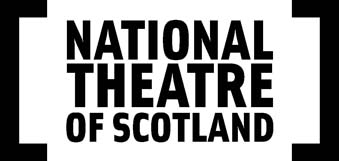 NATIONAL
THEATRE
OF SCOTLAND